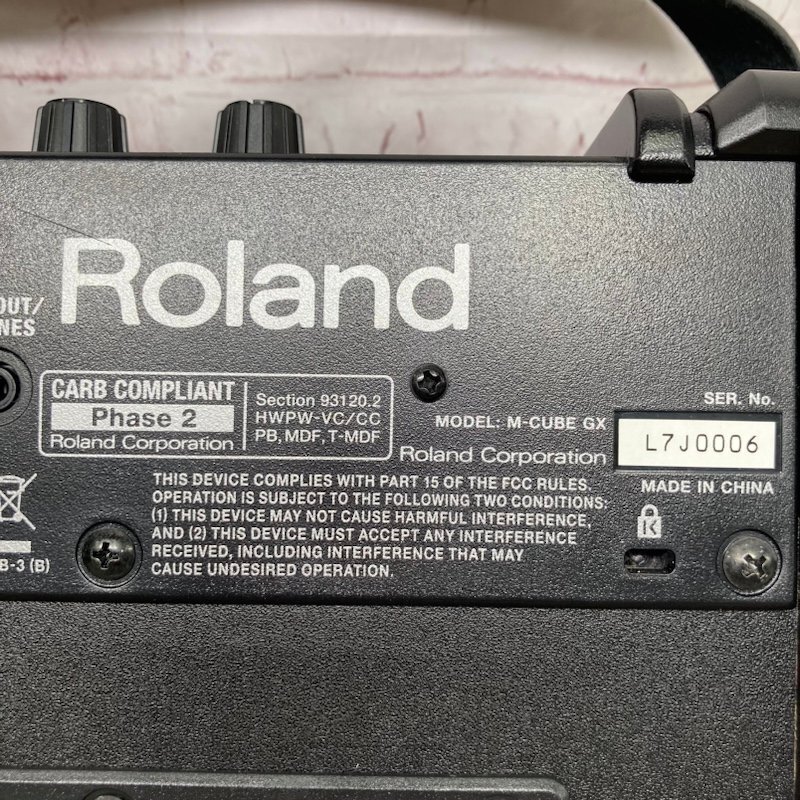 Roland
OUT/
NES
CARB COMPLIANT
Phase 2
Roland Corporation
Section 93120.2
HWPW-VC/CC
PB, MDF, T-MDF
SER. No.
MODEL: M-CUBE GX
L7J0006
Roland Corporation
MADE IN CHINA
THIS DEVICE COMPLIES WITH PART 15 OF THE FCC RULES.
OPERATION IS SUBJECT TO THE FOLLOWING TWO CONDITIONS:
(1) THIS DEVICE MAY NOT CAUSE HARMFUL INTERFERENCE,
AND (2) THIS DEVICE MUST ACCEPT ANY INTERFERENCE
RECEIVED, INCLUDING INTERFERENCE THAT MAY
CAUSE UNDESIRED OPERATION.
K
B-3 (B)